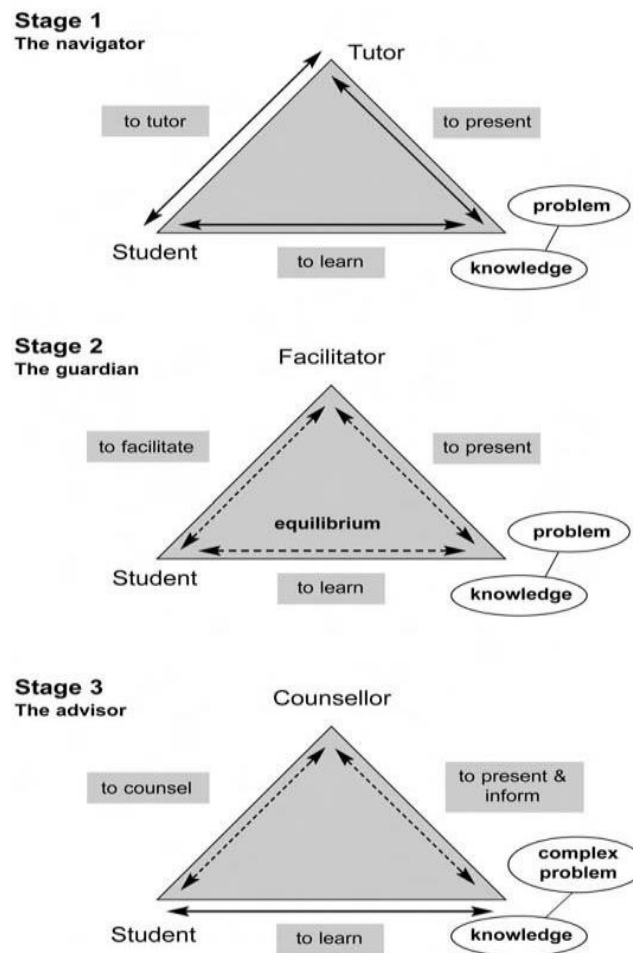 Stage 1
The navigator
Tutor
to tutor
to present
problem
Student
knowledge
to learn
Stage 2
The guardian
Facilitator
to facilitate
to present
equilibrium
problem
Student
to learn
knowledge
Stage 3
The advisor
Counsellor
to counsel
to present &
inform
complex
problem
Student
to learn
knowledge